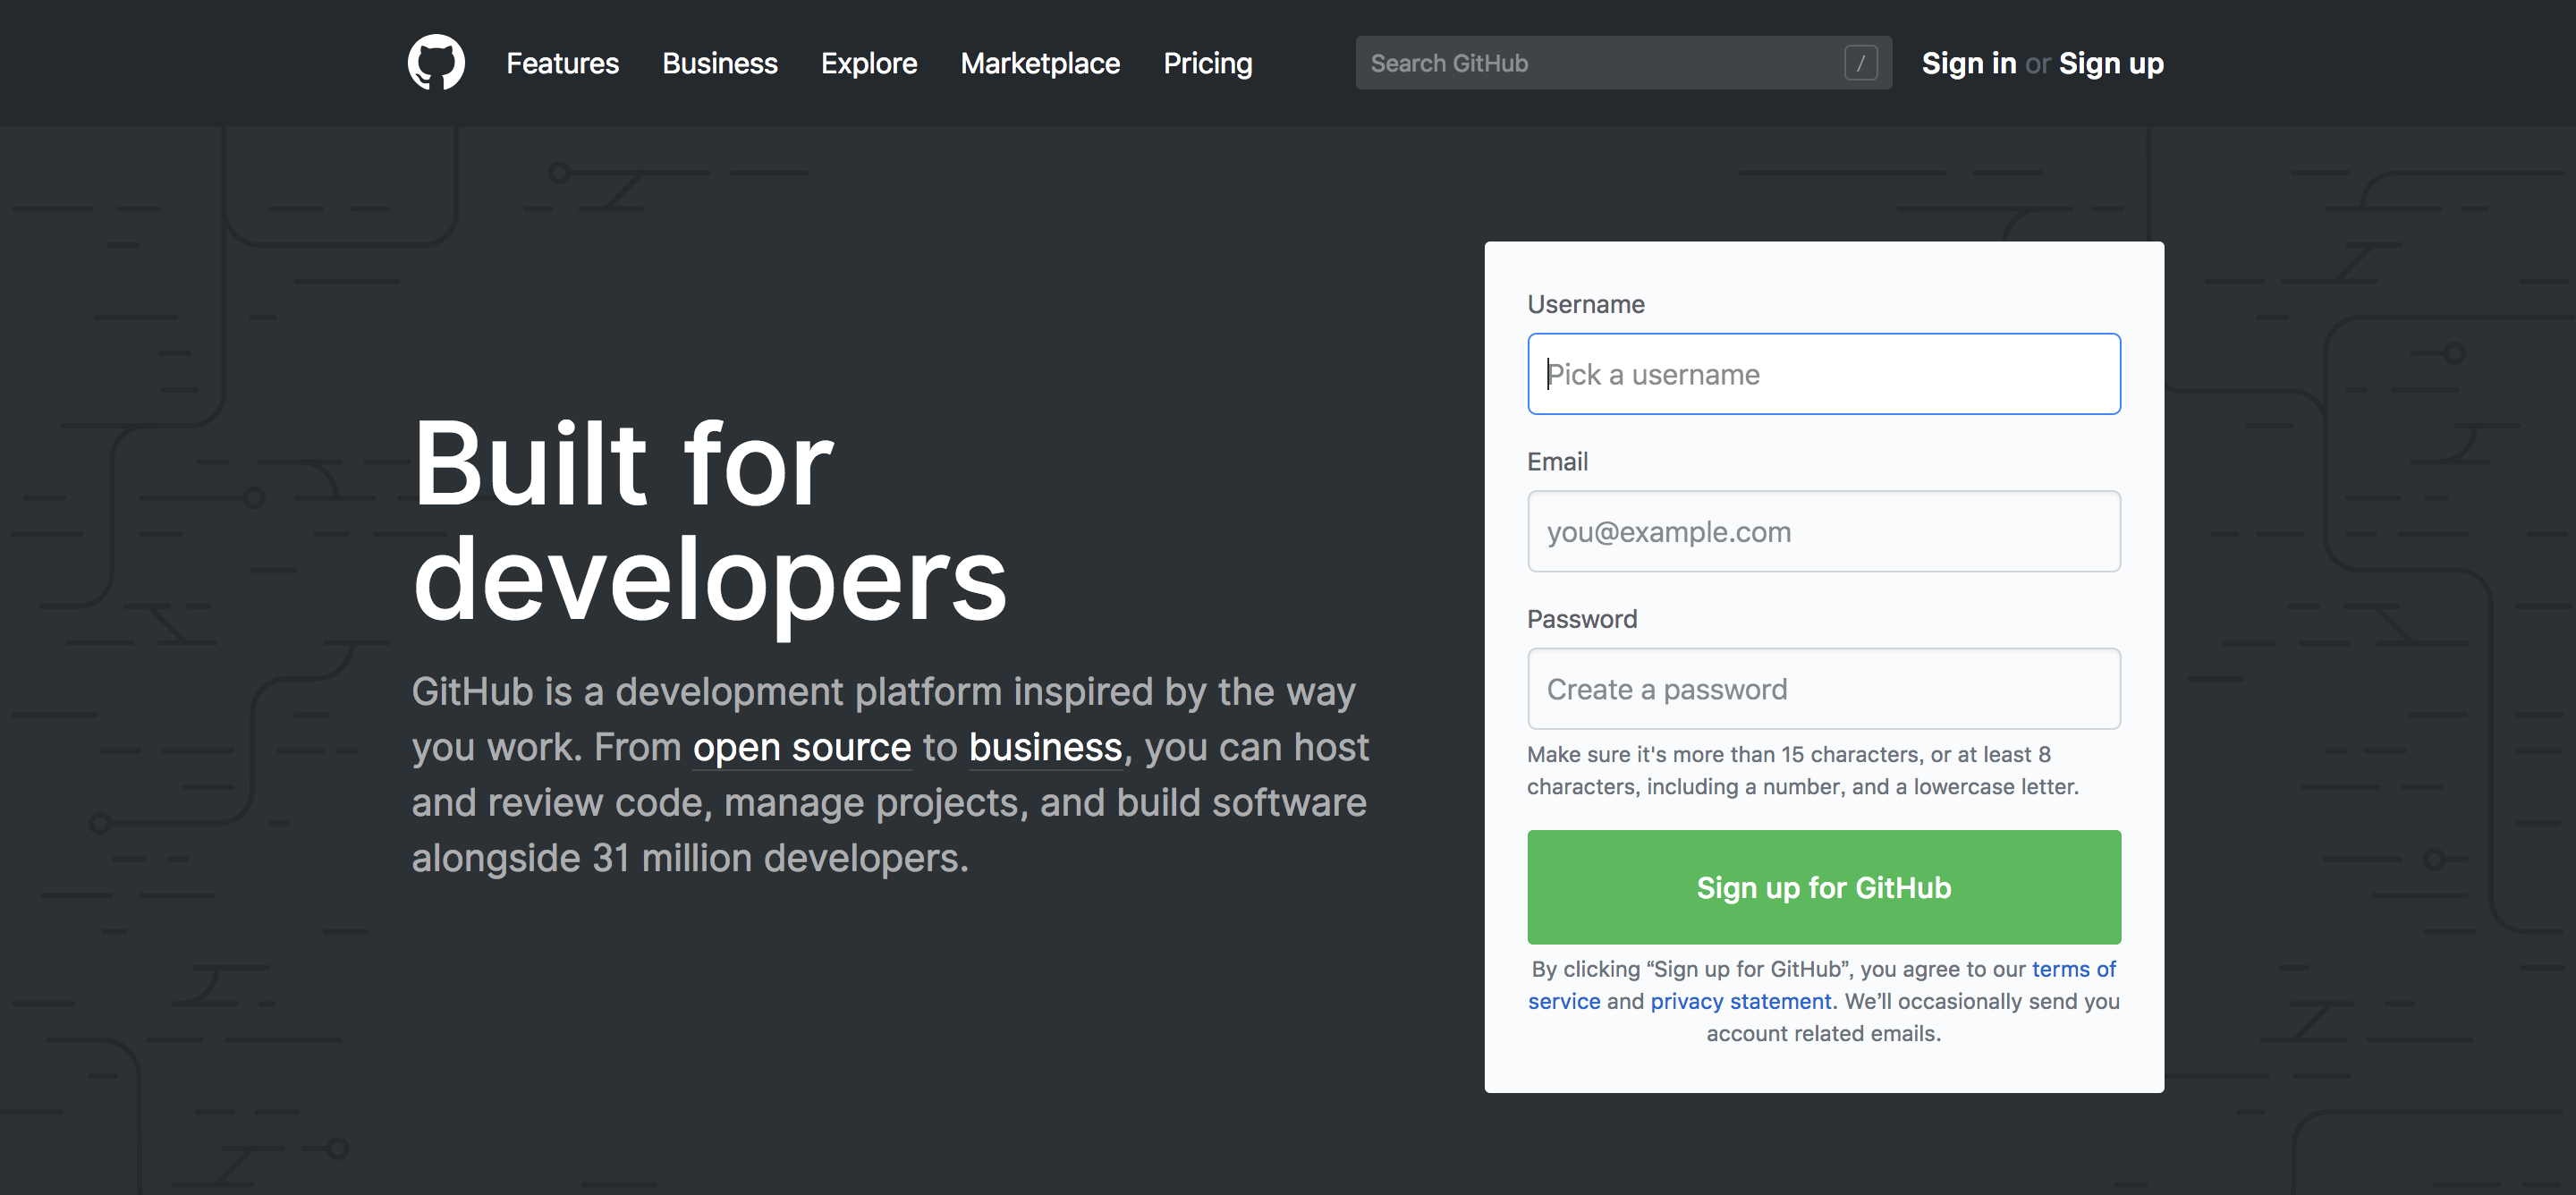 Features Business Explore Marketplace Pricing Search GitHub / Sign in or Sign up
Built for
developers
GitHub is a development platform inspired by the way
you work. From open source to business, you can host
and review code, manage projects, and build software
alongside 31 million developers.
Username
Pick a username
Email
you@example.com
Password
Create a password
Make sure it's more than 15 characters, or at least 8
characters, including a number, and a lowercase letter.
Sign up for GitHub
By clicking “Sign up for GitHub”, you agree to our terms of
service and privacy statement. We’ll occasionally send you
account related emails.